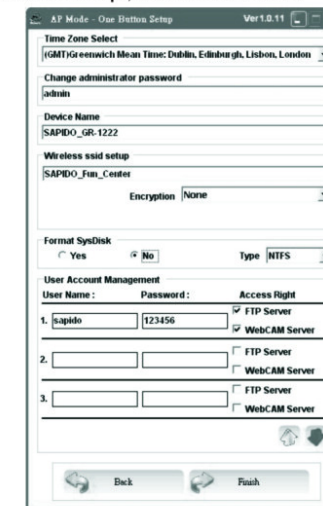 AP Mode - One Button Setup Ver1.0.11
Time Zone Select
(GMT)Greenwich Mean Time: Dublin, Edinburgh, Lisbon, London
Change administrator password
admin
Device Name
SAPIDO_GR-1222
Wireless ssid setup
SAPIDO_Fun_Center
Encryption None
Format SysDisk
Yes No Type NTFS
User Account Management
User Name : Password : Access Right
1. sapido 123456 FTP Server
WebCAM Server
2. FTP Server
WebCAM Server
3. FTP Server
WebCAM Server
Back Finish